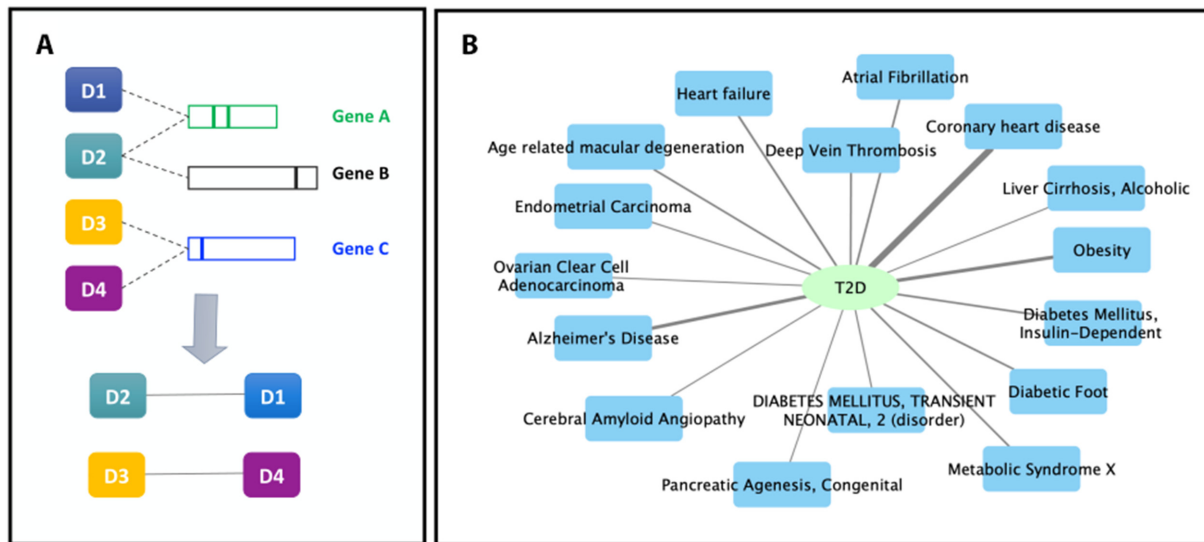 A
D1
D2
D3
D4
Gene A
Gene B
Gene C
D2
D1
D3
D4
B
Atrial Fibrillation
Heart failure
Coronary heart disease
Age related macular degeneration
Deep Vein Thrombosis
Liver Cirrhosis, Alcoholic
Endometrial Carcinoma
Obesity
Ovarian Clear Cell
Adenocarcinoma
T2D
Diabetes Mellitus,
Insulin-Dependent
Alzheimer's Disease
Diabetic Foot
DIABETES MELLITUS, TRANSIENT
NEONATAL, 2 (disorder)
Cerebral Amyloid Angiopathy
Metabolic Syndrome X
Pancreatic Agenesis, Congenital